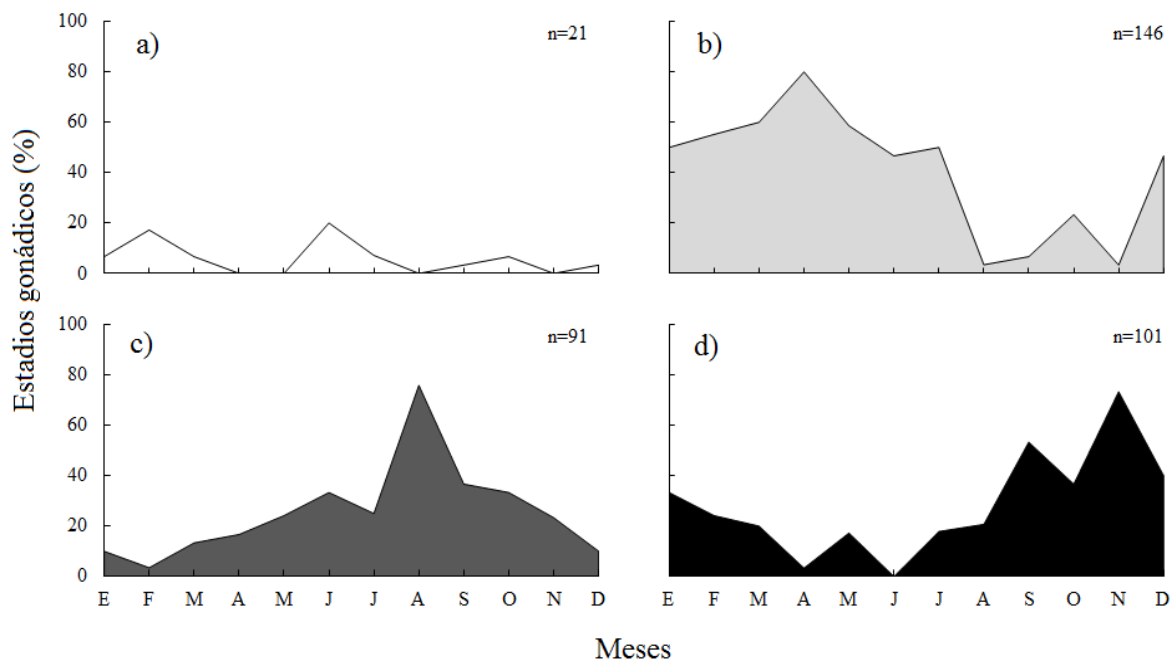 Estadios gonádicos (%)
100
80
60
40
20
0
a)
n=21
b)
n=146
100
80
60
40
20
0
c)
n=91
d)
n=101
E F M A M J J A S O N D
E F M A M J J A S O N D
Meses